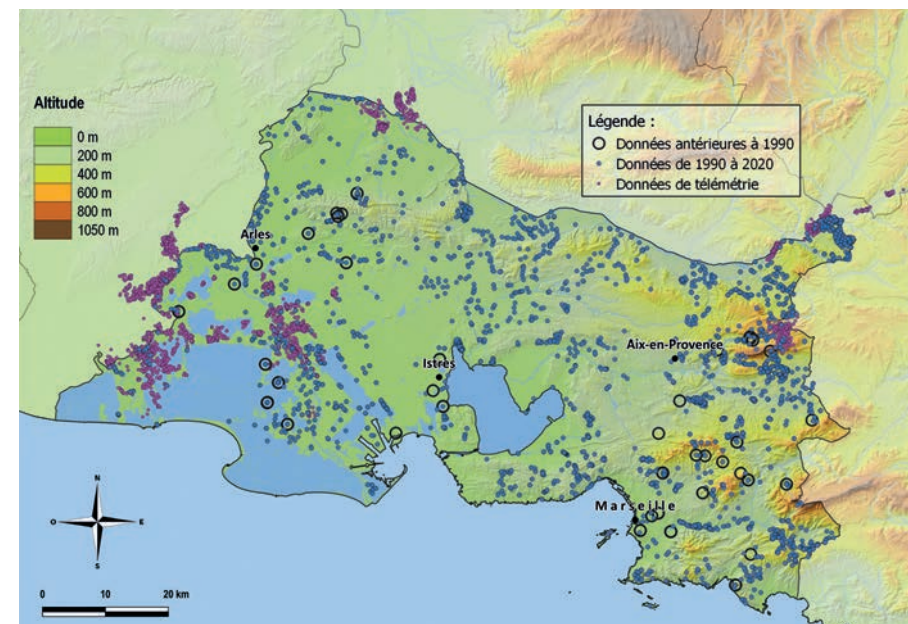 Altitude
0 m
200 m
400 m
600 m
800 m
1050 m
Légende :
Données antérieures à 1990
Données de 1990 à 2020
Données de télémétrie
Arles
Aix-en-Provence
Istres
Marseille
N
O
E
S
0
10
20 km